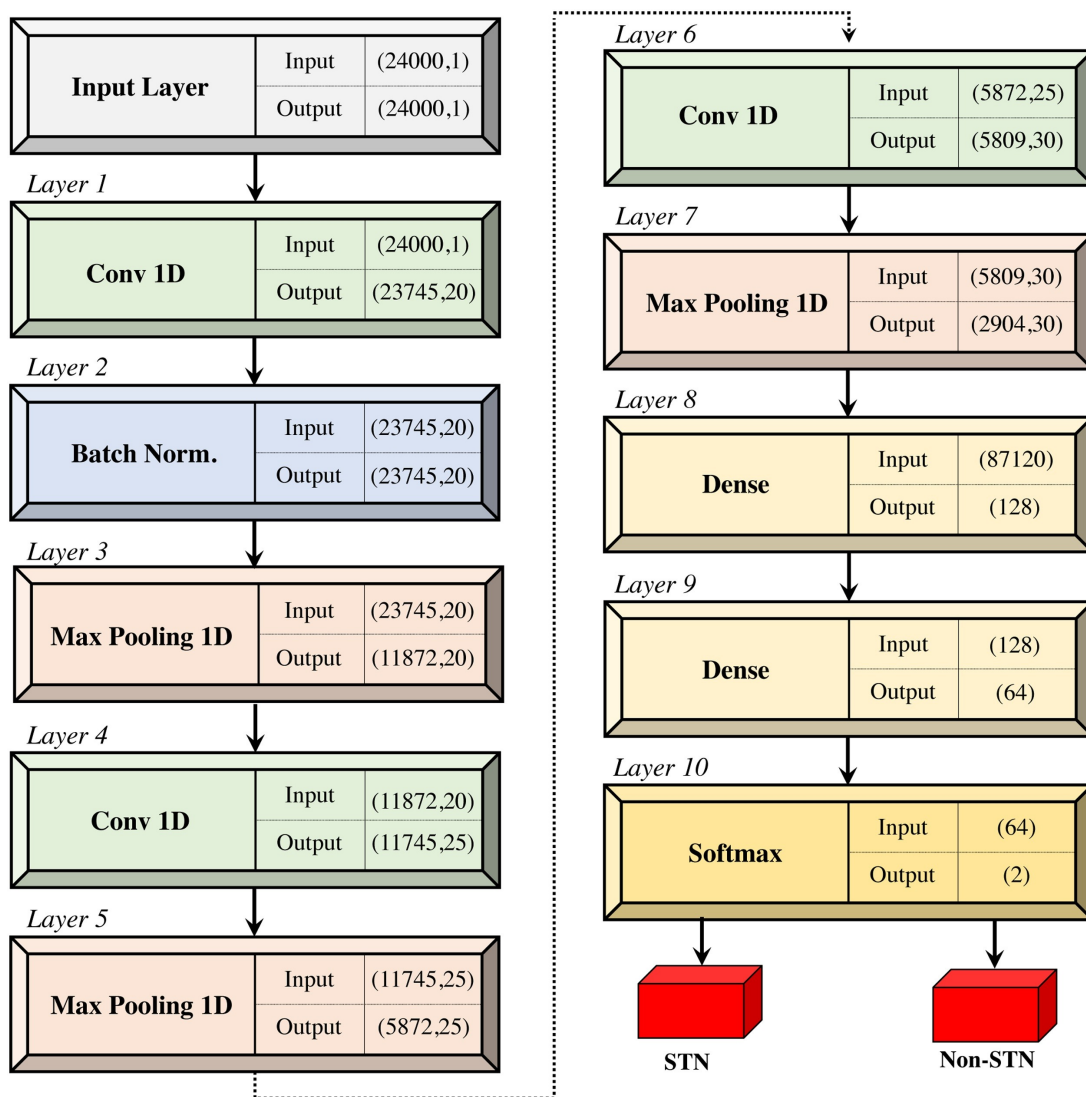 Input Layer
Input (24000,1)
Output (24000,1)
Layer 1
Conv 1D
Input (24000,1)
Output (23745,20)
Layer 2
Batch Norm.
Input (23745,20)
Output (23745,20)
Layer 3
Max Pooling 1D
Input (23745,20)
Output (11872,20)
Layer 4
Conv 1D
Input (11872,20)
Output (11745,25)
Layer 5
Max Pooling 1D
Input (11745,25)
Output (5872,25)
Layer 6
Conv 1D
Input (5872,25)
Output (5809,30)
Layer 7
Max Pooling 1D
Input (5809,30)
Output (2904,30)
Layer 8
Dense
Input (87120)
Output (128)
Layer 9
Dense
Input (128)
Output (64)
Layer 10
Softmax
Input (64)
Output (2)
STN
Non-STN